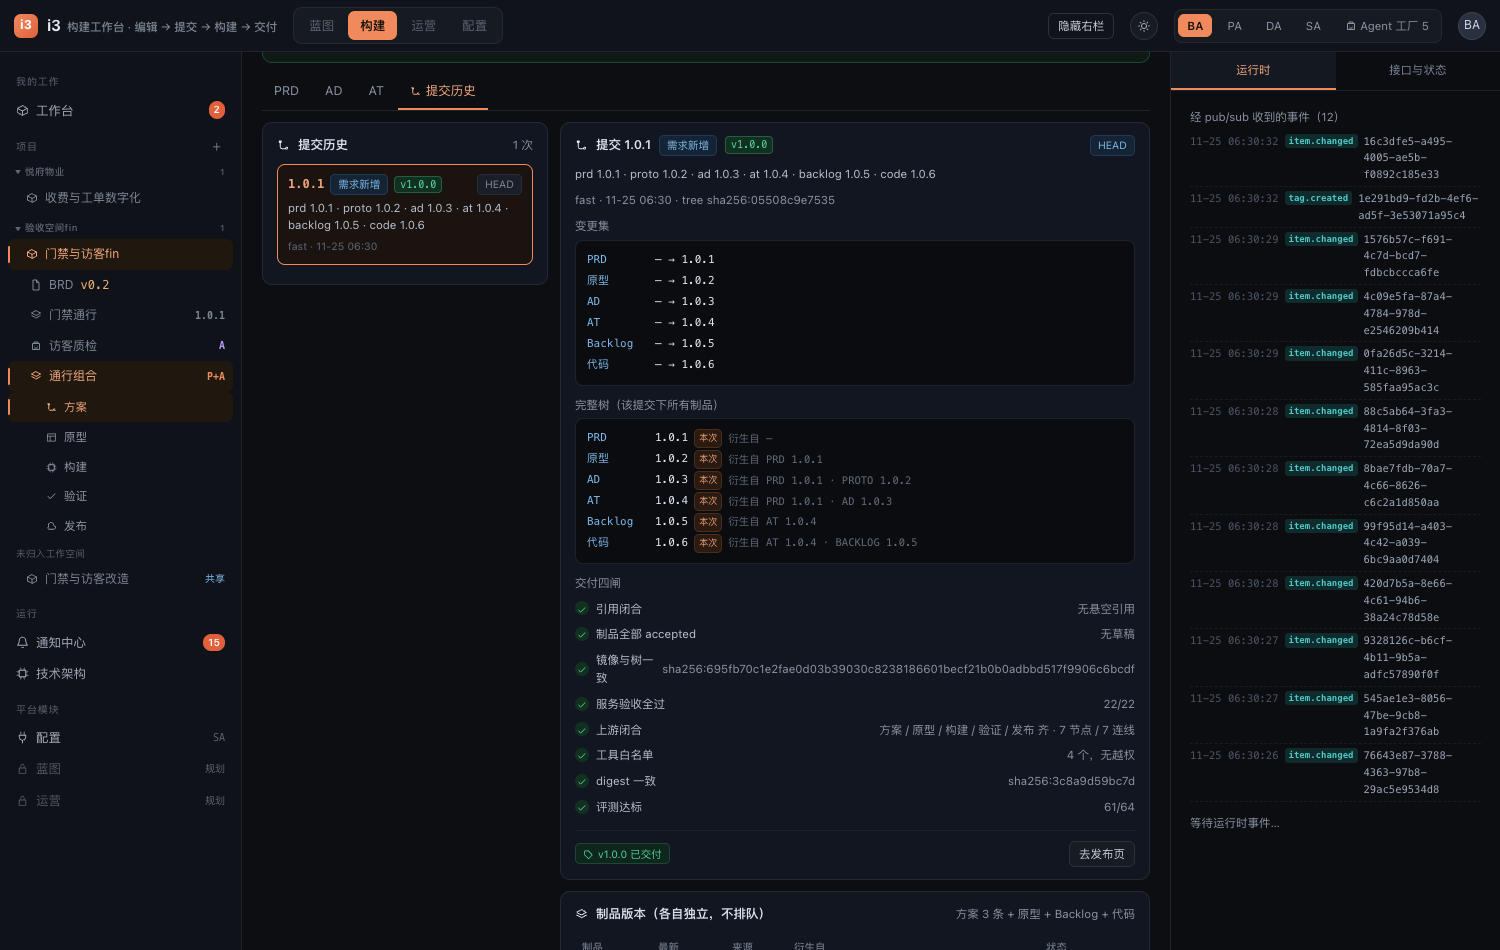 i3 i3 构建工作台 · 编辑 → 提交 → 构建 → 交付 蓝图 构建 运营 配置 隐藏右栏 BA PA DA SA Agent 工厂 5 BA
我的工作
工作台 2
项目 +
悦府物业 1
收费与工单数字化
验收空间fin 1
门禁与访客fin
BRD v0.2
门禁通行 1.0.1
访客质检 A
通行组合 P+A
方案
原型
构建
验证
发布
未归入工作空间
门禁与访客改造 共享
运行
通知中心 15
技术架构
平台模块
配置 SA
蓝图 规划
运营 规划
PRD AD AT 提交历史
提交历史 1 次
1.0.1 需求新增 v1.0.0 HEAD
prd 1.0.1 · proto 1.0.2 · ad 1.0.3 · at 1.0.4 ·
backlog 1.0.5 · code 1.0.6
fast · 11-25 06:30
提交 1.0.1 需求新增 v1.0.0 HEAD
prd 1.0.1 · proto 1.0.2 · ad 1.0.3 · at 1.0.4 · backlog 1.0.5 · code 1.0.6
fast · 11-25 06:30 · tree sha256:05508c9e7535
变更集
PRD — → 1.0.1
原型 — → 1.0.2
AD — → 1.0.3
AT — → 1.0.4
Backlog — → 1.0.5
代码 — → 1.0.6
完整树（该提交下所有制品）
PRD 1.0.1 本次 衍生自 —
原型 1.0.2 本次 衍生自 PRD 1.0.1
AD 1.0.3 本次 衍生自 PRD 1.0.1 · PROTO 1.0.2
AT 1.0.4 本次 衍生自 PRD 1.0.1 · AD 1.0.3
Backlog 1.0.5 本次 衍生自 AT 1.0.4
代码 1.0.6 本次 衍生自 AT 1.0.4 · BACKLOG 1.0.5
交付四闸
引用闭合 无悬空引用
制品全部 accepted 无草稿
镜像与树一致 sha256:695fb70c1e2fae0d03b39030c8238186601becf21b0b0adbbd517f9906c6bcdf
服务验收全过 22/22
上游闭合 方案 / 原型 / 构建 / 验证 / 发布 齐 · 7 节点 / 7 连线
工具白名单 4 个，无越权
digest 一致 sha256:3c8a9d59bc7d
评测达标 61/64
v1.0.0 已交付 去发布页
制品版本（各自独立，不排队） 方案 3 条 + 原型 + Backlog + 代码
制品 最新 来源 衍生自 状态
运行时 接口与状态
经 pub/sub 收到的事件（12）
11-25 06:30:32 item.changed 16c3dfe5-a495-
4005-ae5b-
f0892c185e33
11-25 06:30:32 tag.created 1e291bd9-fd2b-4ef6-
ad5f-3e53071a95c4
11-25 06:30:29 item.changed 1576b57c-f691-
4c7d-bcd7-
fdbcbccca6fe
11-25 06:30:29 item.changed 4c09e5fa-87a4-
4784-978d-
e2546209b414
11-25 06:30:29 item.changed 0fa26d5c-3214-
411c-8963-
585faa95ac3c
11-25 06:30:28 item.changed 88c5ab64-3fa3-
4814-8f03-
72ea5d9da90d
11-25 06:30:28 item.changed 8bae7fdb-70a7-
4c66-8626-
c6c2a1d850aa
11-25 06:30:28 item.changed 99f95d14-a403-
4c42-a039-
6bc9aa0d7404
11-25 06:30:28 item.changed 420d7b5a-8e66-
4c61-94b6-
38a24c78d58e
11-25 06:30:27 item.changed 9328126c-b6cf-
4b11-9b5a-
adfc57890f0f
11-25 06:30:27 item.changed 545ae1e3-8056-
47be-9cb8-
1a9fa2f376ab
11-25 06:30:26 item.changed 76643e87-3788-
4363-97b8-
29ac5e9534d8
等待运行时事件…